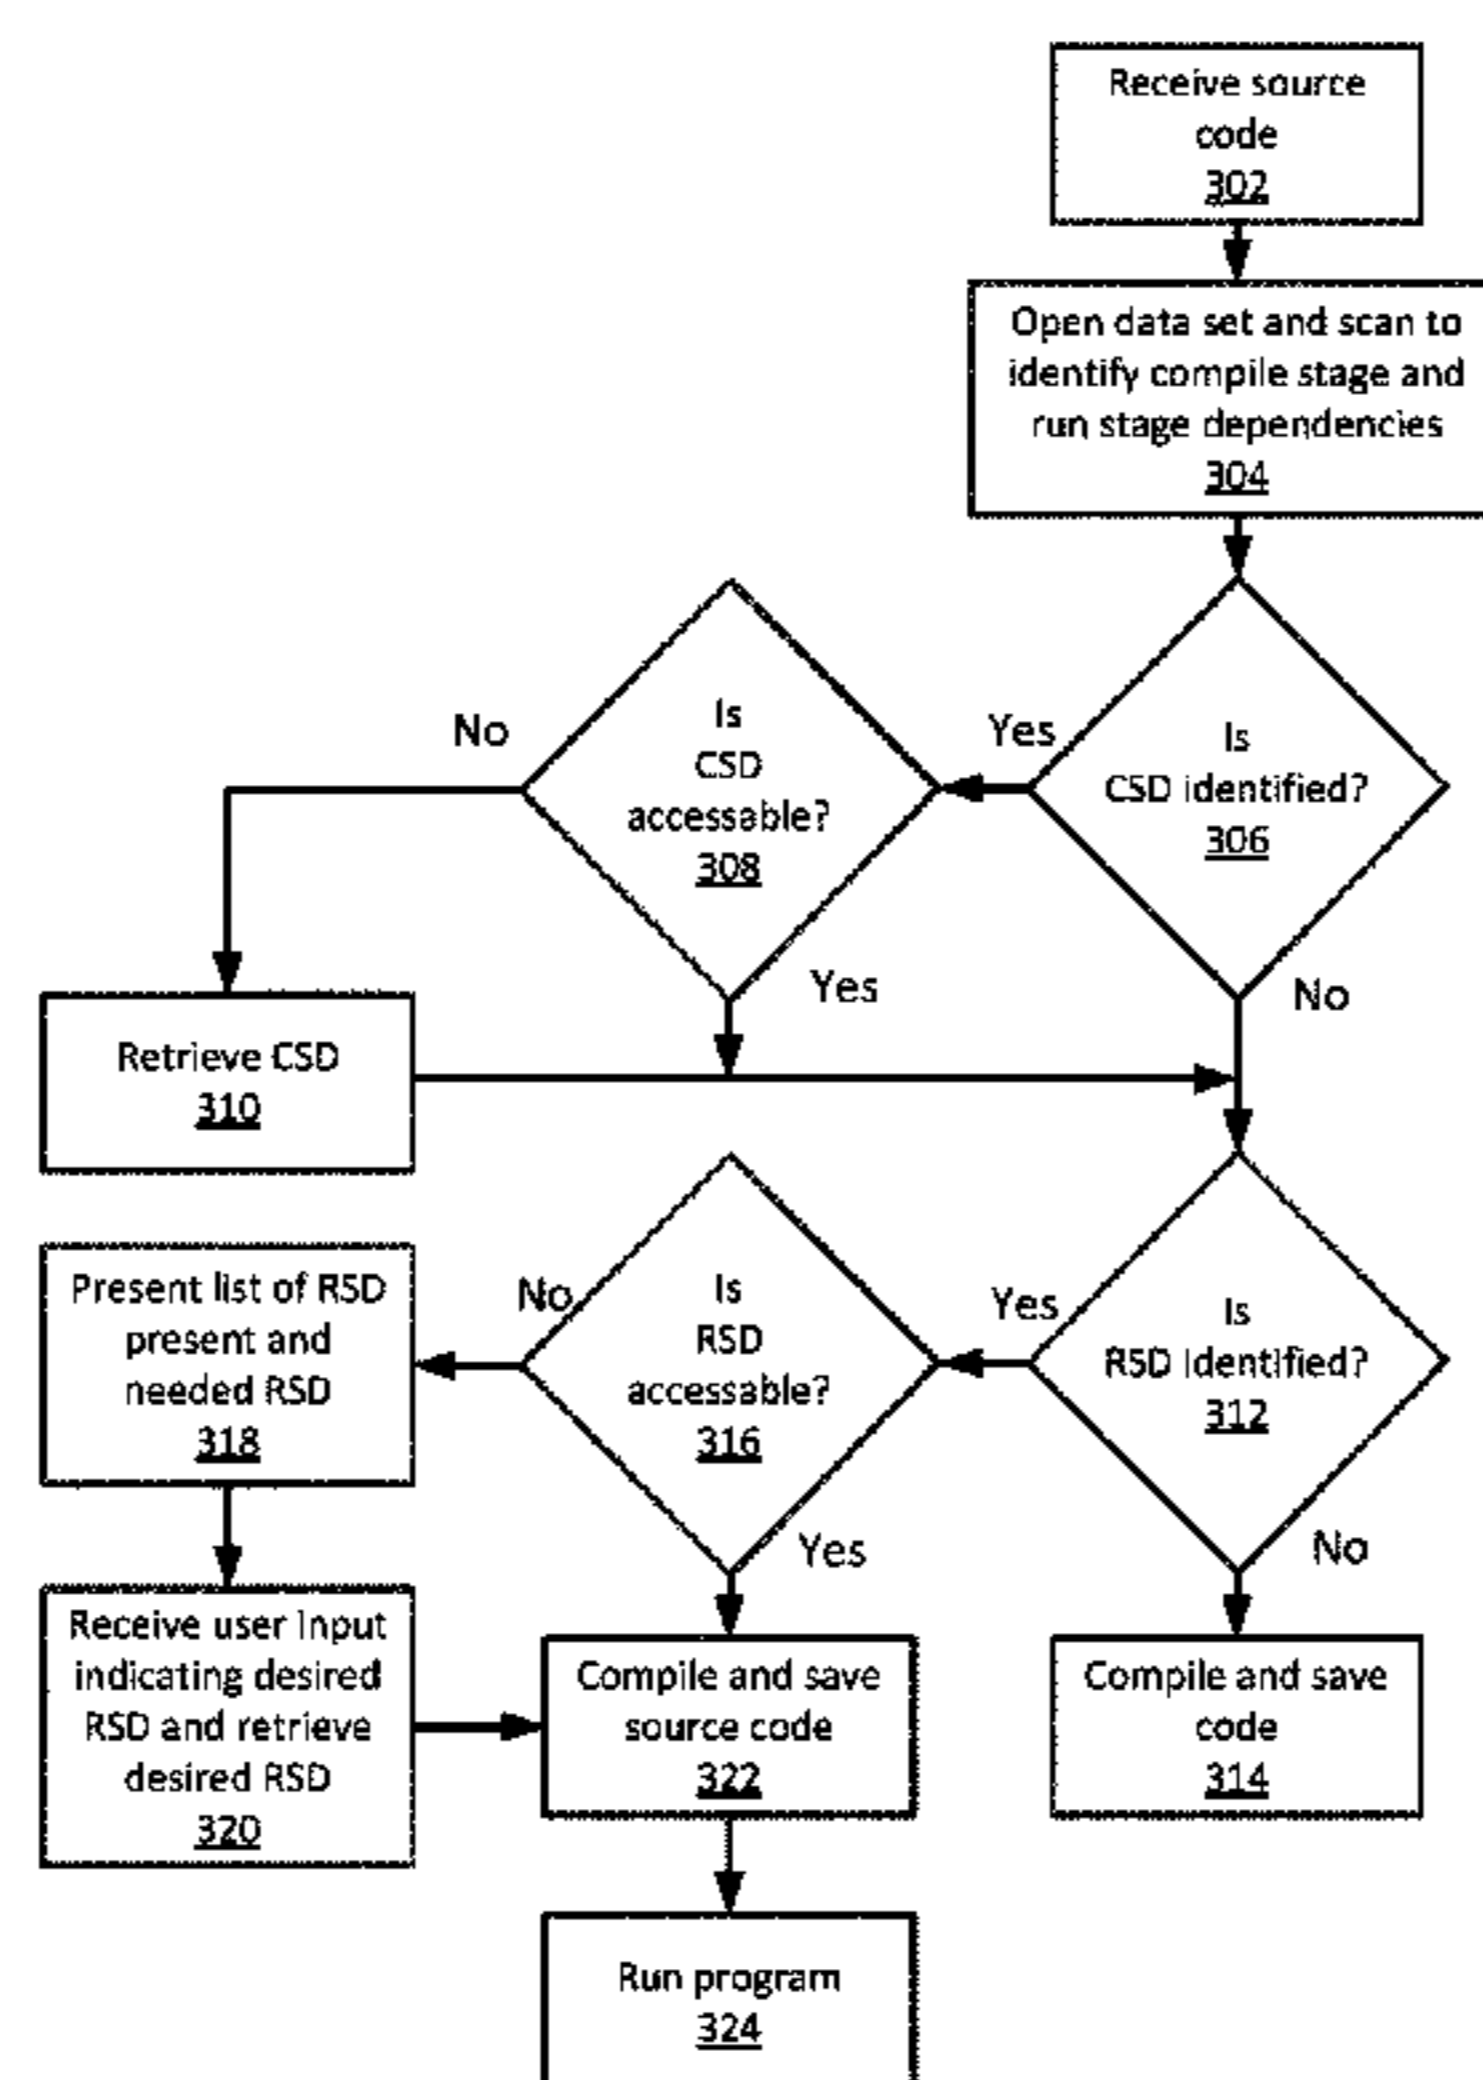 Receive source
code
302
Open data set and scan to
identify compile stage and
run stage dependencies
304
Is
CSD identified?
306
Yes
No
Is
CSD
accessable?
308
No
Yes
Retrieve CSD
310
Is
RSD identified?
312
Yes
No
Is
RSD
accessable?
316
No
Yes
Present list of RSD
present and
needed RSD
318
Receive user input
indicating desired
RSD and retrieve
desired RSD
320
Compile and save
source code
322
Compile and save
code
314
Run program
324